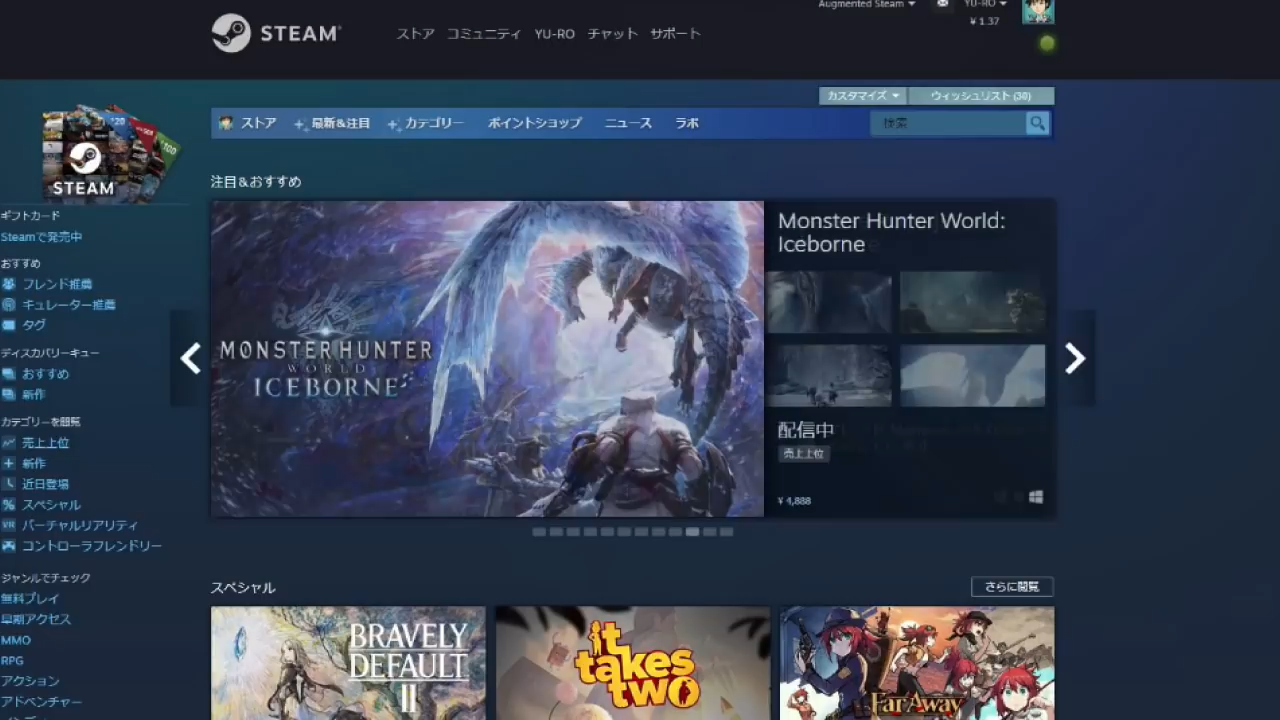 Augmented Steam
YU-RO
¥ 1.37
STEAM
ストア コミュニティ YU-RO チャット サポート
カスタマイズ
ウィッシュリスト (30)
ストア 最新&注目 カテゴリー ポイントショップ ニュース ラボ
検索
STEAM
ギフトカード
Steamで発売中
おすすめ
フレンド推薦
キュレーター推薦
タグ
ディスカバリーキュー
おすすめ
新作
カテゴリーを閲覧
売上上位
新作
近日登場
スペシャル
VR バーチャルリアリティ
コントローラフレンドリー
ジャンルでチェック
無料プレイ
早期アクセス
MMO
RPG
アクション
アドベンチャー
注目&おすすめ
MONSTER HUNTER
WORLD
ICEBORNE
Monster Hunter World:
Iceborne
配信中
売上上位
¥ 4,888
スペシャル
さらに閲覧
BRAVELY
DEFAULT
II
it
takes
two
Far Away